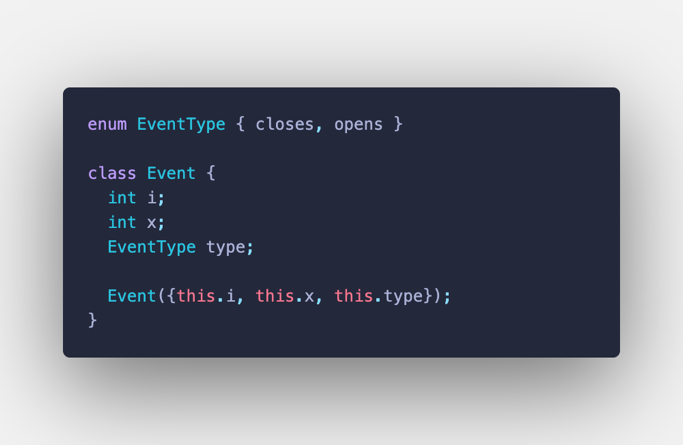 enum EventType { closes, opens }
class Event {
int i;
int x;
EventType type;
Event({this.i, this.x, this.type});
}